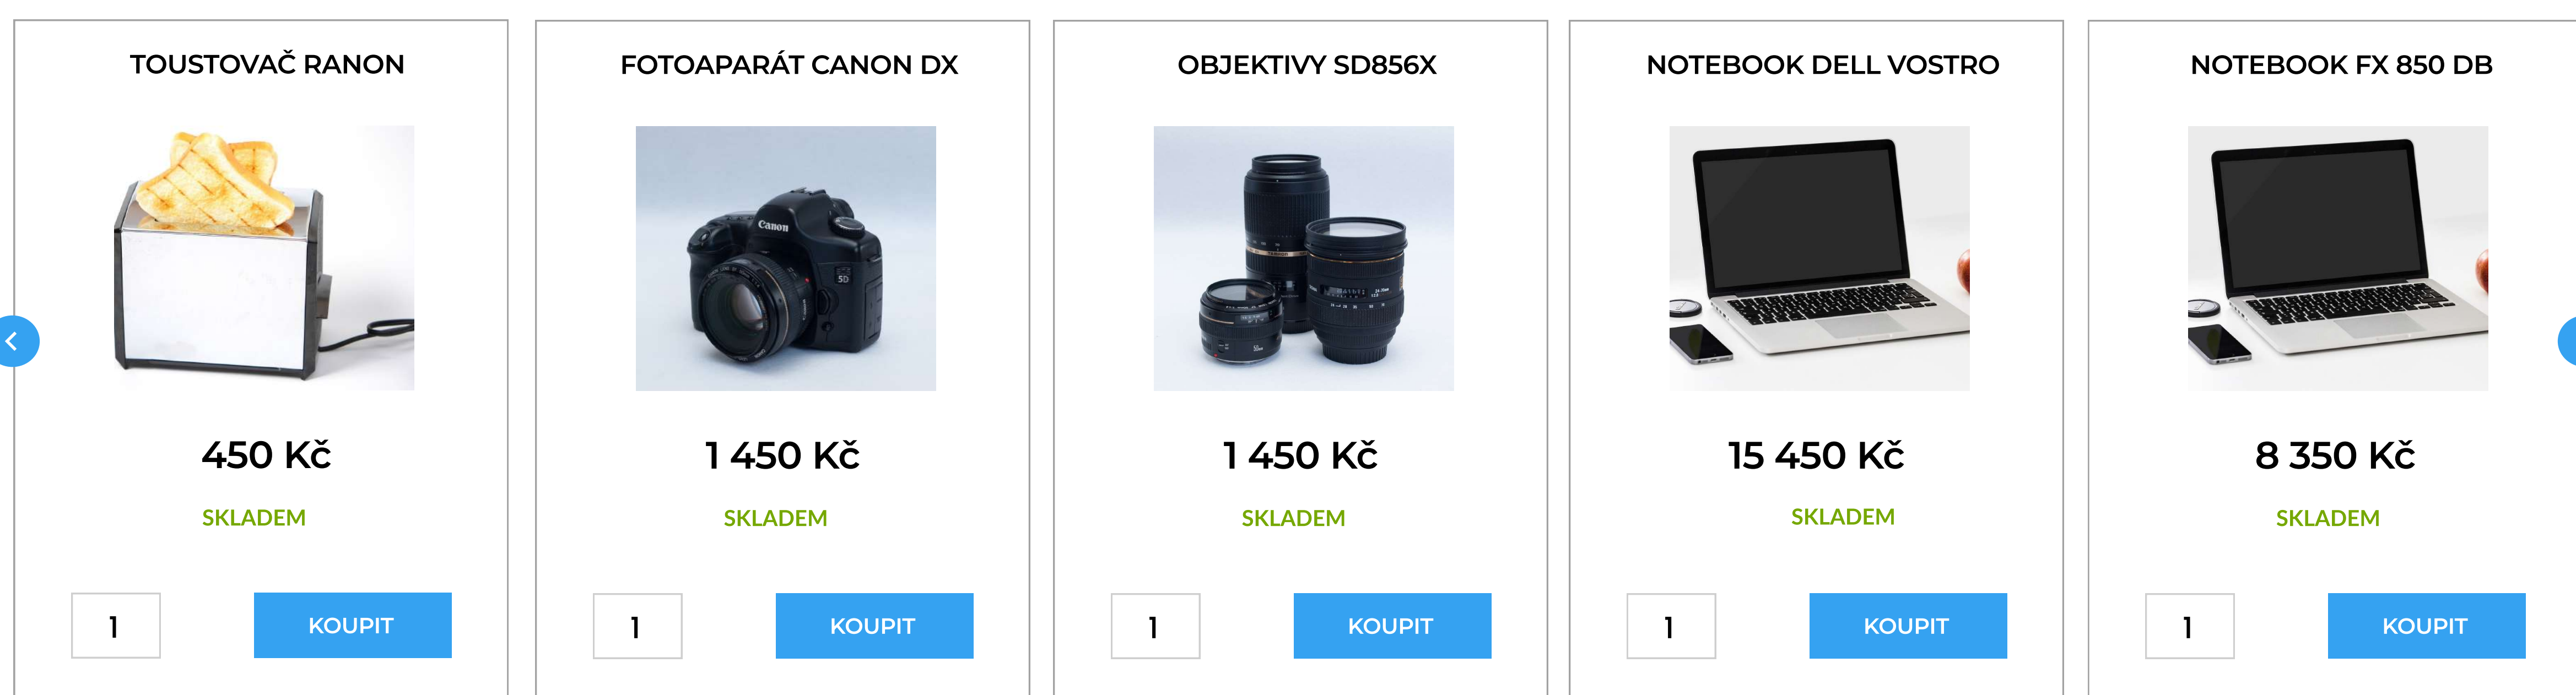 TOUSTOVAČ RANON
450 Kč
SKLADEM
1
KOUPIT
FOTOAPARÁT CANON DX
Canon
5D
1 450 Kč
SKLADEM
1
KOUPIT
OBJEKTIVY SD856X
1 450 Kč
SKLADEM
1
KOUPIT
NOTEBOOK DELL VOSTRO
15 450 Kč
SKLADEM
1
KOUPIT
NOTEBOOK FX 850 DB
8 350 Kč
SKLADEM
1
KOUPIT